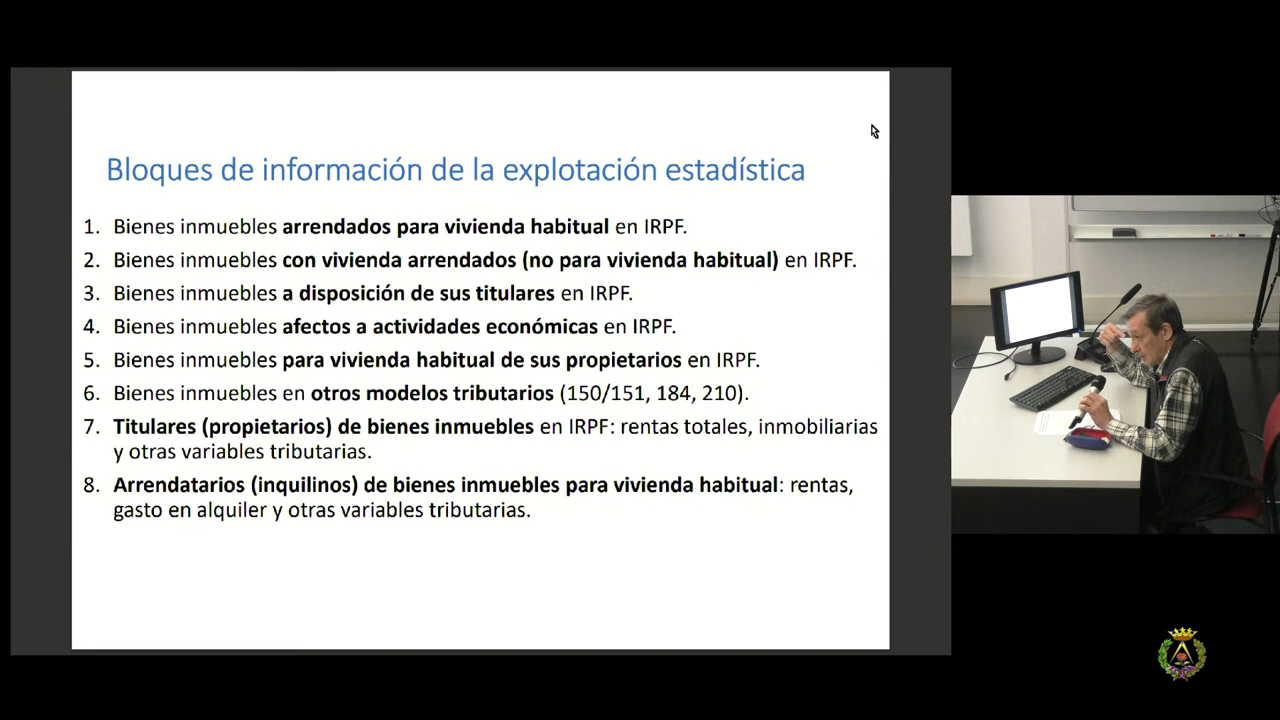 Bloques de información de la explotación estadística
1. Bienes inmuebles arrendados para vivienda habitual en IRPF.
2. Bienes inmuebles con vivienda arrendados (no para vivienda habitual) en IRPF.
3. Bienes inmuebles a disposición de sus titulares en IRPF.
4. Bienes inmuebles afectos a actividades económicas en IRPF.
5. Bienes inmuebles para vivienda habitual de sus propietarios en IRPF.
6. Bienes inmuebles en otros modelos tributarios (150/151, 184, 210).
7. Titulares (propietarios) de bienes inmuebles en IRPF: rentas totales, inmobiliarias
y otras variables tributarias.
8. Arrendatarios (inquilinos) de bienes inmuebles para vivienda habitual: rentas,
gasto en alquiler y otras variables tributarias.